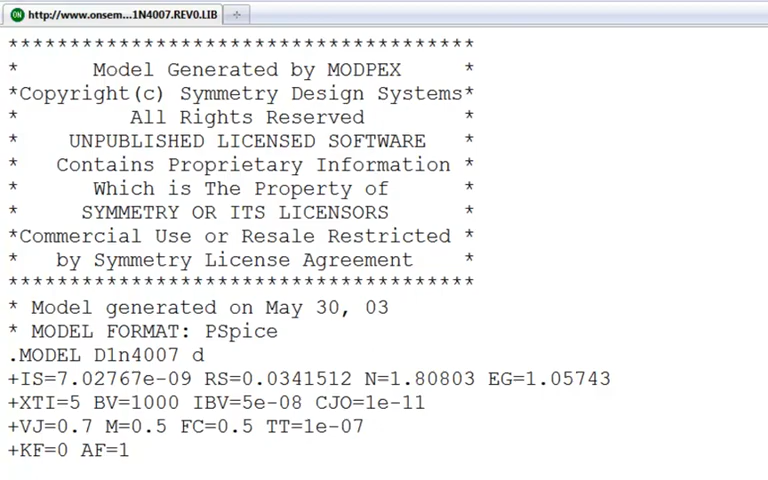 ON http://www.onsem...1N4007.REV0.LIB
***************************************
* Model Generated by MODPEX *
*Copyright(c) Symmetry Design Systems*
* All Rights Reserved *
* UNPUBLISHED LICENSED SOFTWARE *
* Contains Proprietary Information *
* Which is The Property of *
* SYMMETRY OR ITS LICENSORS *
*Commercial Use or Resale Restricted *
* by Symmetry License Agreement *
***************************************
* Model generated on May 30, 03
* MODEL FORMAT: PSpice
.MODEL D1n4007 d
+IS=7.02767e-09 RS=0.0341512 N=1.80803 EG=1.05743
+XTI=5 BV=1000 IBV=5e-08 CJO=1e-11
+VJ=0.7 M=0.5 FC=0.5 TT=1e-07
+KF=0 AF=1